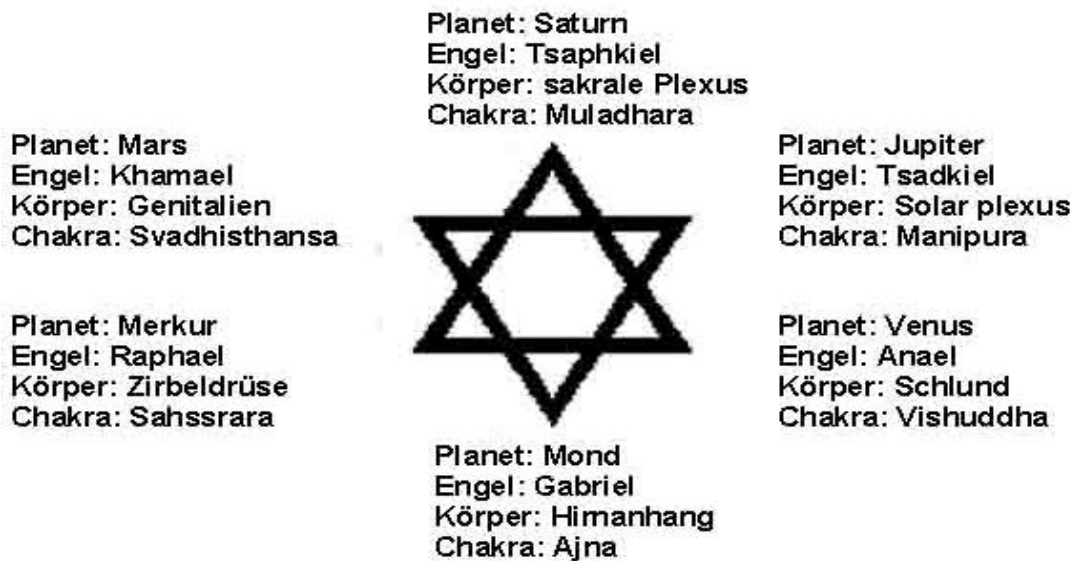 Planet: Saturn
Engel: Tsaphkiel
Körper: sakrale Plexus
Chakra: Muladhara
Planet: Mars
Engel: Khamael
Körper: Genitalien
Chakra: Svadhisthansa
Planet: Jupiter
Engel: Tsadkiel
Körper: Solar plexus
Chakra: Manipura
Planet: Merkur
Engel: Raphael
Körper: Zirbeldrüse
Chakra: Sahssrara
Planet: Venus
Engel: Anael
Körper: Schlund
Chakra: Vishuddha
Planet: Mond
Engel: Gabriel
Körper: Hirnanhang
Chakra: Ajna